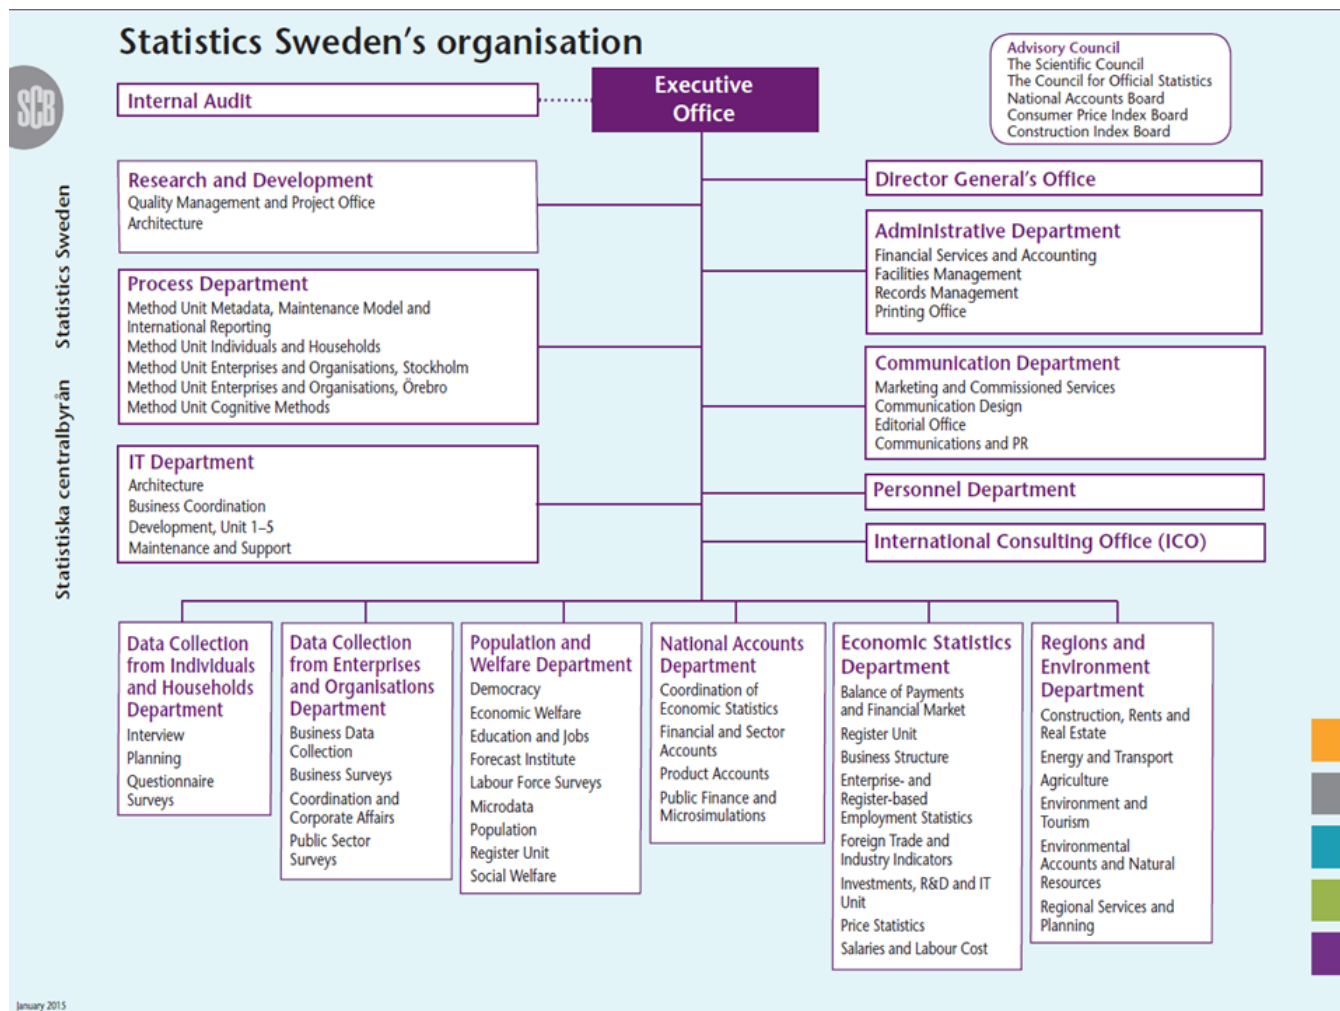 Statistics Sweden's organisation
SCB
Statistiska centralbyrån Statistics Sweden
Internal Audit
Executive
Office
Advisory Council
The Scientific Council
The Council for Official Statistics
National Accounts Board
Consumer Price Index Board
Construction Index Board
Research and Development
Quality Management and Project Office
Architecture
Process Department
Method Unit Metadata, Maintenance Model and
International Reporting
Method Unit Individuals and Households
Method Unit Enterprises and Organisations, Stockholm
Method Unit Enterprises and Organisations, Örebro
Method Unit Cognitive Methods
IT Department
Architecture
Business Coordination
Development, Unit 1–5
Maintenance and Support
Director General's Office
Administrative Department
Financial Services and Accounting
Facilities Management
Records Management
Printing Office
Communication Department
Marketing and Commissioned Services
Communication Design
Editorial Office
Communications and PR
Personnel Department
International Consulting Office (ICO)
Data Collection
from Individuals
and Households
Department
Interview
Planning
Questionnaire
Surveys
Data Collection
from Enterprises
and Organisations
Department
Business Data
Collection
Business Surveys
Coordination and
Corporate Affairs
Public Sector
Surveys
Population and
Welfare Department
Democracy
Economic Welfare
Education and Jobs
Forecast Institute
Labour Force Surveys
Microdata
Population
Register Unit
Social Welfare
National Accounts
Department
Coordination of
Economic Statistics
Financial and Sector
Accounts
Product Accounts
Public Finance and
Microsimulations
Economic Statistics
Department
Balance of Payments
and Financial Market
Register Unit
Business Structure
Enterprise- and
Register-based
Employment Statistics
Foreign Trade and
Industry Indicators
Investments, R&D and IT
Unit
Price Statistics
Salaries and Labour Cost
Regions and
Environment
Department
Construction, Rents and
Real Estate
Energy and Transport
Agriculture
Environment and
Tourism
Environmental
Accounts and Natural
Resources
Regional Services and
Planning
January 2015